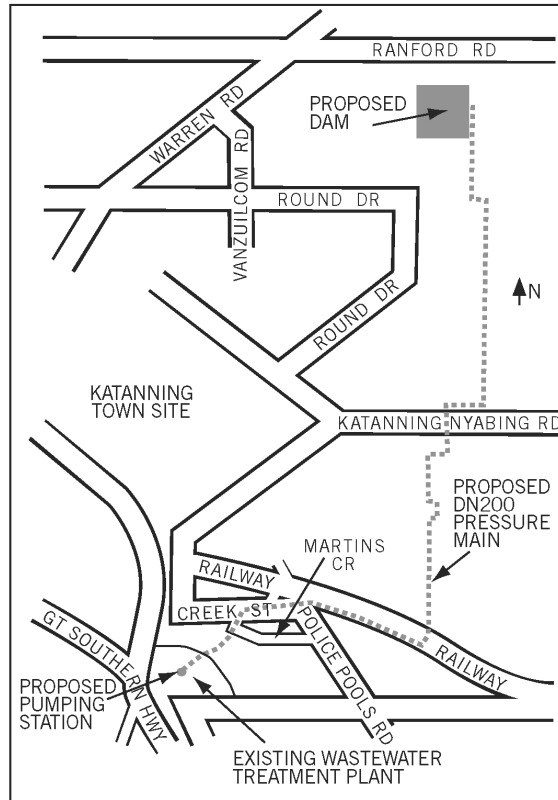 RANFORD RD
PROPOSED
DAM
WARREN RD
VANZUILCOM RD
ROUND DR
N
ROUND DR
KATANNING
TOWN SITE
KATANNING NYABING RD
PROPOSED
DN200
PRESSURE
MAIN
MARTINS
CR
RAILWAY
CREEK ST
POLICE POOLS RD
RAILWAY
GT SOUTHERN HWY
PROPOSED
PUMPING
STATION
EXISTING WASTEWATER
TREATMENT PLANT